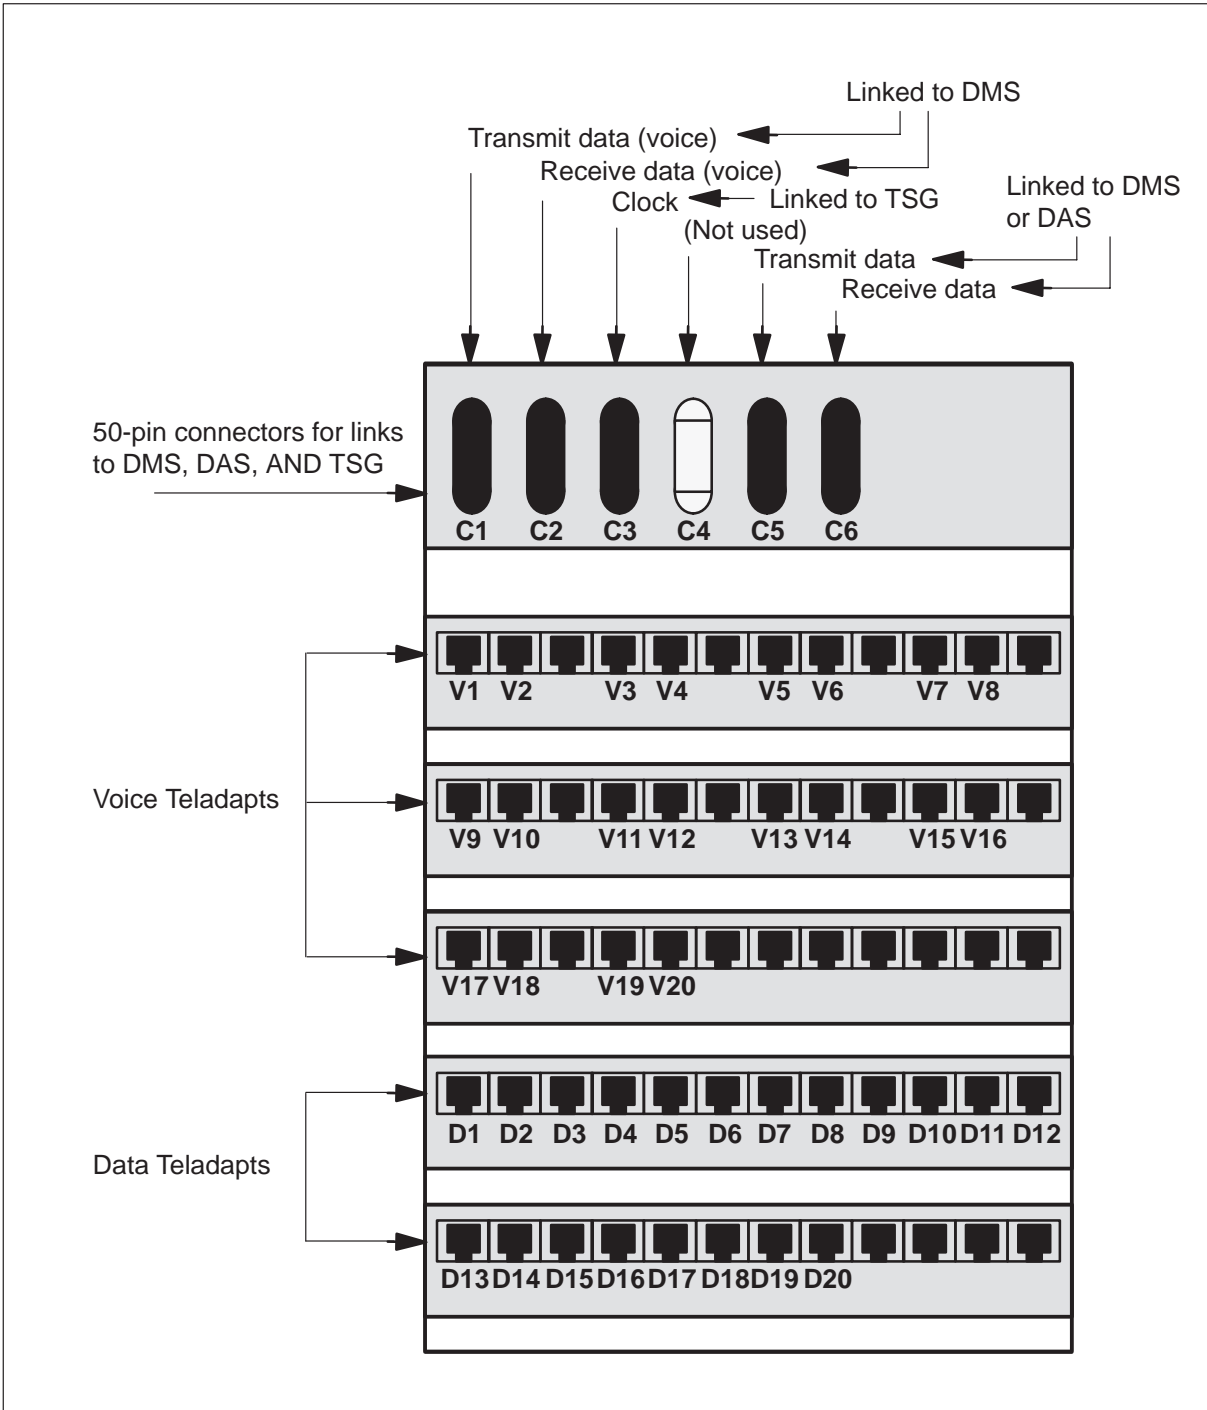 Linked to DMS
Transmit data (voice)
Receive data (voice)
Clock
Linked to TSG
(Not used)
Linked to DMS
or DAS
Transmit data
Receive data
50-pin connectors for links
to DMS, DAS, AND TSG
C1 C2 C3 C4 C5 C6
V1 V2 V3 V4 V5 V6 V7 V8
Voice Teladapts
V9 V10 V11 V12 V13 V14 V15 V16
V17 V18 V19 V20
D1 D2 D3 D4 D5 D6 D7 D8 D9 D10 D11 D12
Data Teladapts
D13 D14 D15 D16 D17 D18 D19 D20